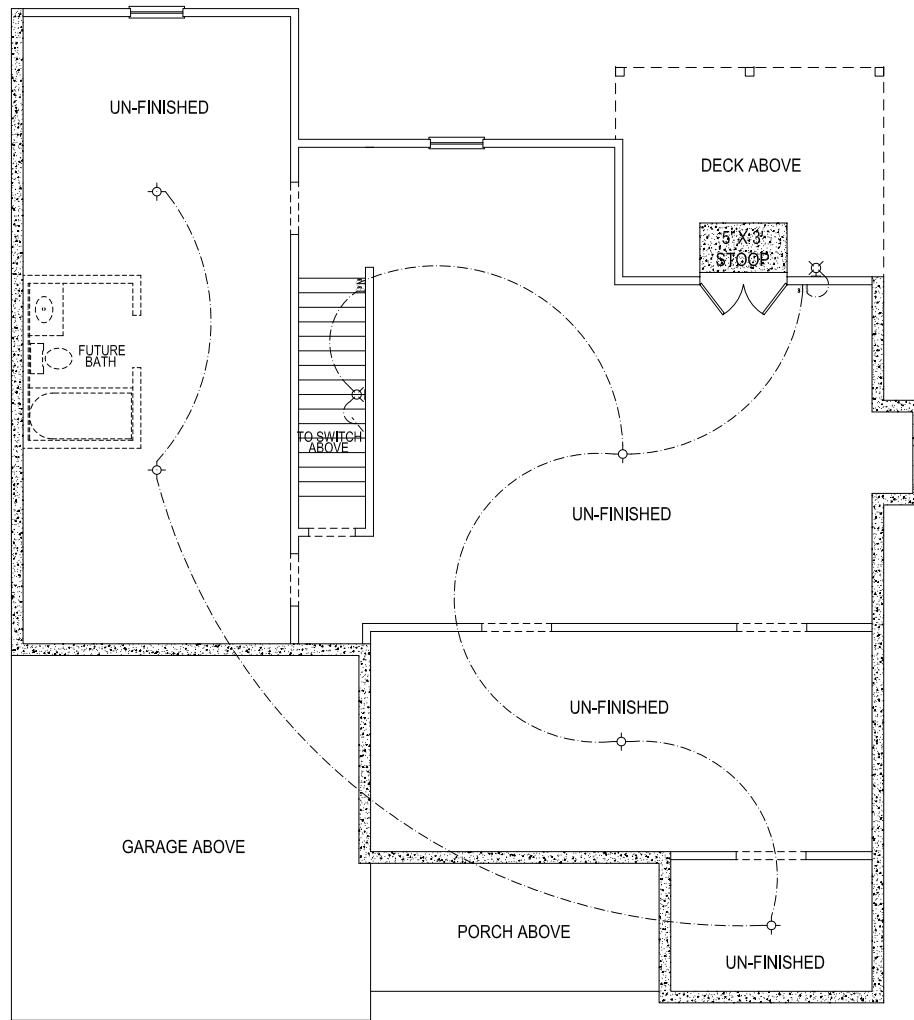 UN-FINISHED
DECK ABOVE
5' X 3'
STOOP
FUTURE
BATH
TO SWITCH
ABOVE
UN-FINISHED
UN-FINISHED
GARAGE ABOVE
PORCH ABOVE
UN-FINISHED